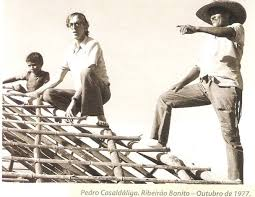 Pedro Casaldáliga. Ribeirão Bonito – Outubro de 1977.